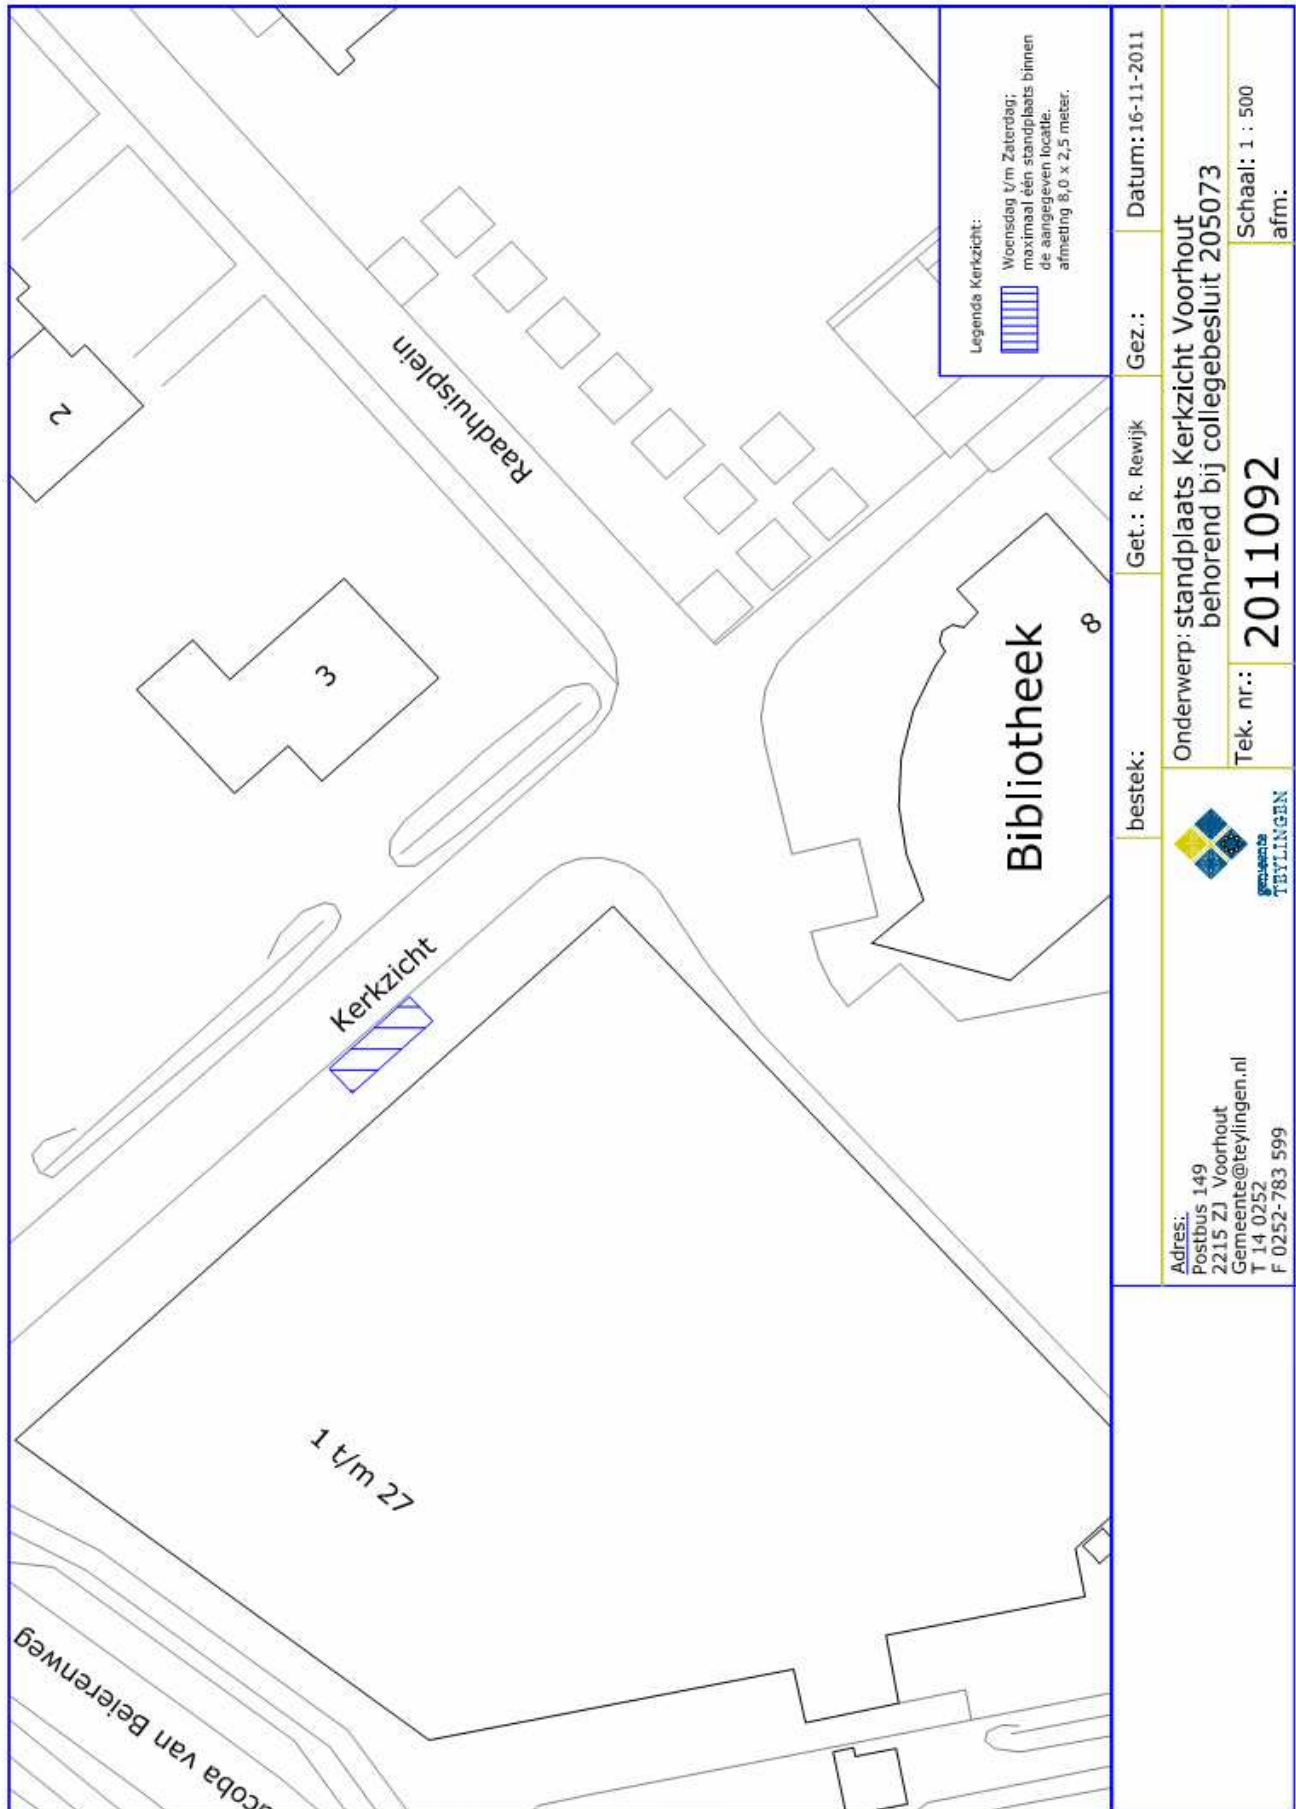 Jacoba van Beierenweg
1 t/m 27
Kerkzicht
3
2
Raadhuisplein
Bibliotheek
8
Legenda Kerkzicht:
Woensdag t/m Zaterdag;
maximaal één standplaats binnen
de aangegeven locatie.
afmeting 8,0 x 2,5 meter.
bestek:
Get.: R. Rewijk
Gez.:
Datum:16-11-2011
Adres:
Postbus 149
2215 ZJ Voorhout
Gemeente@teylingen.nl
T 14 0252
F 0252-783 599
gemeente
TEYLINGEN
Onderwerp: standplaats Kerkzicht Voorhout
behorend bij collegebesluit 205073
Tek. nr.: 2011092
Schaal: 1 : 500
afm: